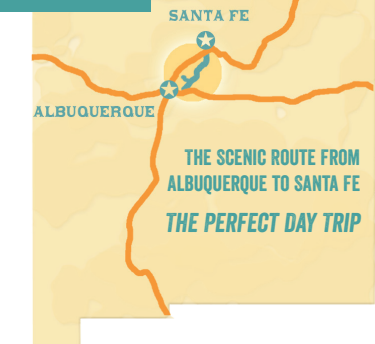 SANTA FE
ALBUQUERQUE
THE SCENIC ROUTE FROM
ALBUQUERQUE TO SANTA FE
THE PERFECT DAY TRIP